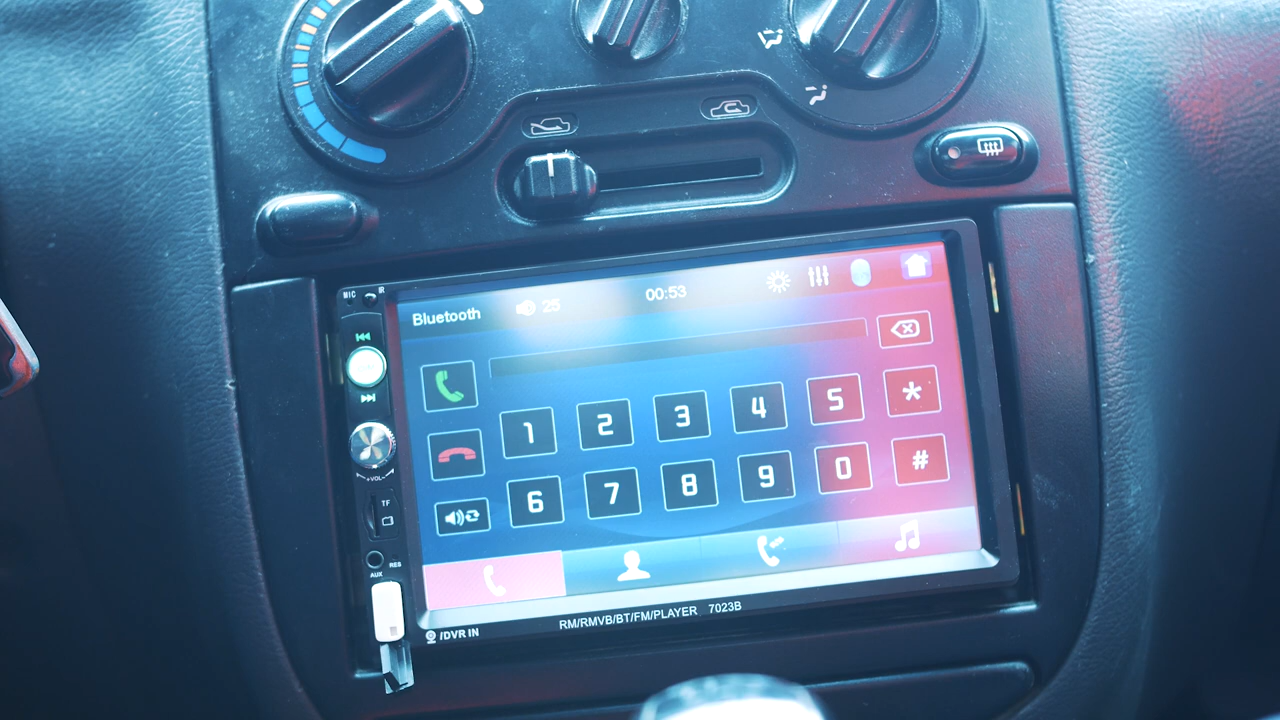 MIC IR
Bluetooth 25 00:53
1 2 3 4 5 *
6 7 8 9 0 #
VOL
TF
RES
AUX
/DVR IN
RM/RMVB/BT/FM/PLAYER 7023B